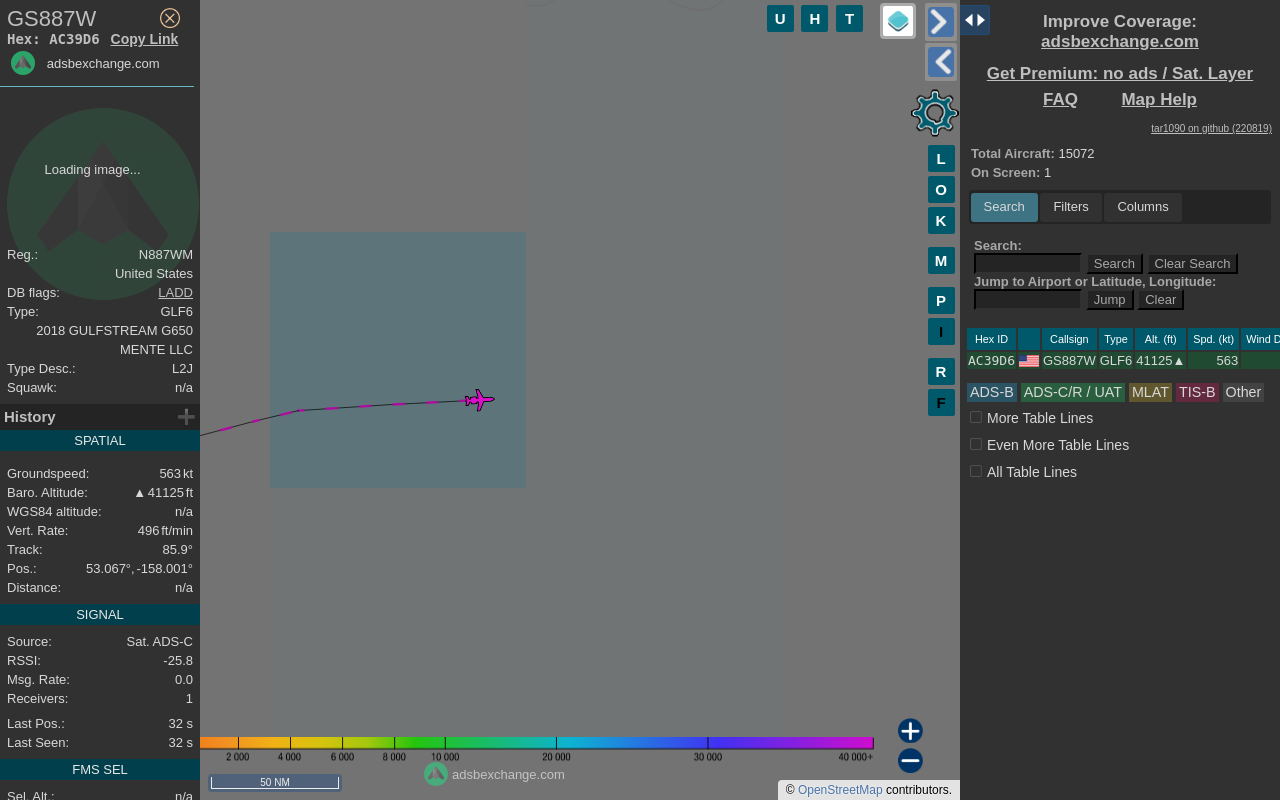 GS887W
Hex: AC39D6 Copy Link
adsbexchange.com
Loading image...
Reg.: N887WM
United States
DB flags: LADD
Type: GLF6
2018 GULFSTREAM G650
MENTE LLC
Type Desc.: L2J
Squawk: n/a
History
SPATIAL
Groundspeed: 563 kt
Baro. Altitude: ▲ 41125 ft
WGS84 altitude: n/a
Vert. Rate: 496 ft/min
Track: 85.9°
Pos.: 53.067°, -158.001°
Distance: n/a
SIGNAL
Source: Sat. ADS-C
RSSI: -25.8
Msg. Rate: 0.0
Receivers: 1
Last Pos.: 32 s
Last Seen: 32 s
FMS SEL
Sel. Alt.: n/a
U H T
L
O
K
M
P
I
R
F
2 000 4 000 6 000 8 000 10 000 20 000 30 000 40 000+
adsbexchange.com
50 NM
© OpenStreetMap contributors.
Improve Coverage:
adsbexchange.com
Get Premium: no ads / Sat. Layer
FAQ Map Help
tar1090 on github (220819)
Total Aircraft: 15072
On Screen: 1
Search Filters Columns
Search:
Search Clear Search
Jump to Airport or Latitude, Longitude:
Jump Clear
Hex ID Callsign Type Alt. (ft) Spd. (kt) Wind D
AC39D6 GS887W GLF6 41125▲ 563
ADS-B ADS-C/R / UAT MLAT TIS-B Other
More Table Lines
Even More Table Lines
All Table Lines